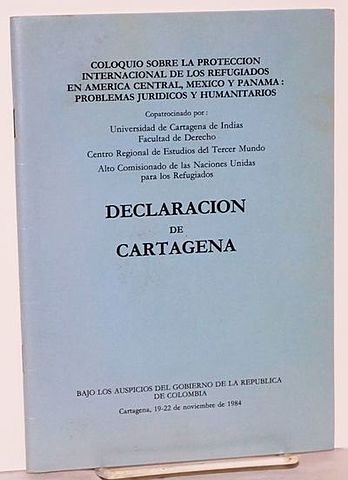 COLOQUIO SOBRE LA PROTECCION
INTERNACIONAL DE LOS REFUGIADOS
EN AMERICA CENTRAL, MEXICO Y PANAMA :
PROBLEMAS JURIDICOS Y HUMANITARIOS
Copatrocinado por :
Universidad de Cartagena de Indias
Facultad de Derecho
Centro Regional de Estudios del Tercer Mundo
Alto Comisionado de las Naciones Unidas
para los Refugiados
DECLARACION
DE
CARTAGENA
BAJO LOS AUSPICIOS DEL GOBIERNO DE LA REPUBLICA
DE COLOMBIA
Cartagena, 19-22 de noviembre de 1984